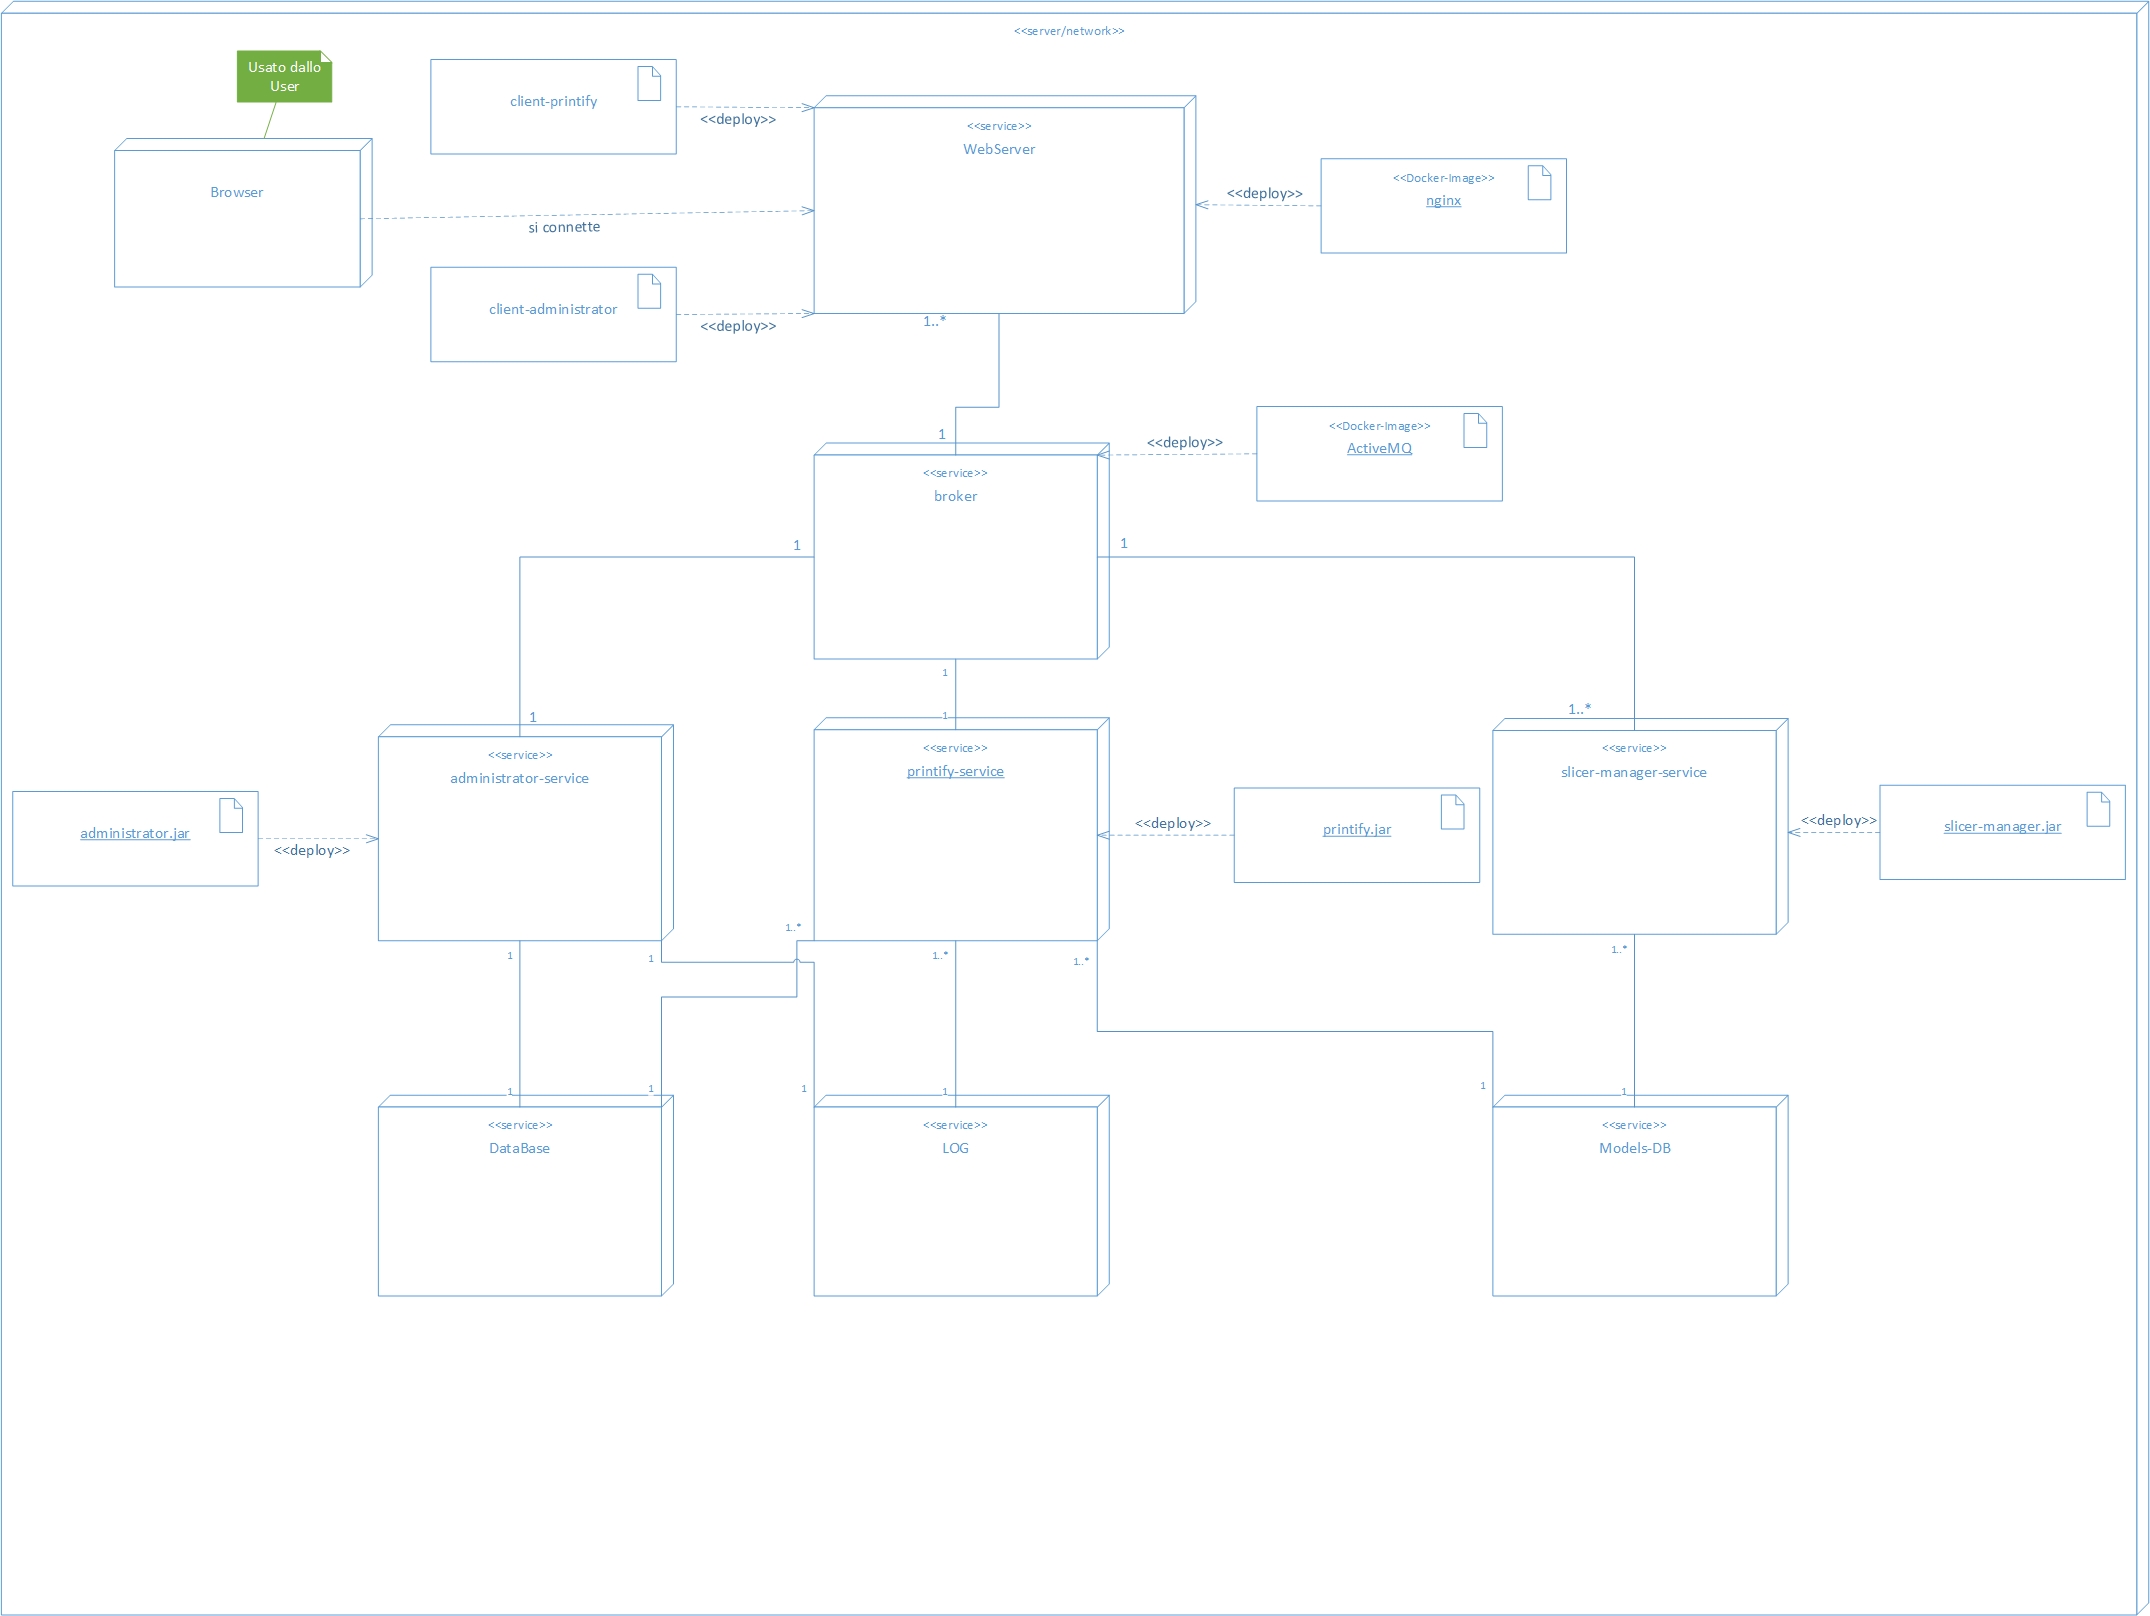 <<server/network>>
Usato dallo
User
client-printify
<<deploy>>
<<service>>
WebServer
Browser
si connette
<<deploy>>
<<Docker-Image>>
nginx
client-administrator
<<deploy>>
1..*
1
<<deploy>>
<<Docker-Image>>
ActiveMQ
<<service>>
broker
1
1
1
1
1
1..*
<<service>>
administrator-service
<<service>>
printify-service
<<service>>
slicer-manager-service
administrator.jar
<<deploy>>
<<deploy>>
printify.jar
<<deploy>>
slicer-manager.jar
1
1
1..*
1..*
1..*
1..*
1
1
1
1
1
1
<<service>>
DataBase
<<service>>
LOG
<<service>>
Models-DB